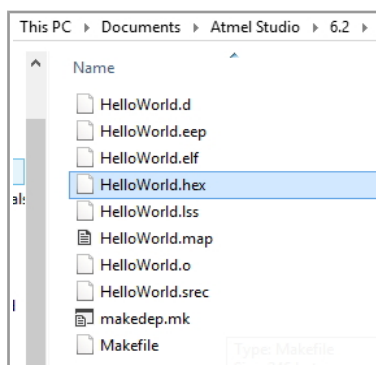 This PC ▸ Documents ▸ Atmel Studio ▸ 6.2 ▸
Name
HelloWorld.d
HelloWorld.eep
HelloWorld.elf
HelloWorld.hex
als
HelloWorld.lss
HelloWorld.map
HelloWorld.o
HelloWorld.srec
makedep.mk
Makefile
Type: Makefile